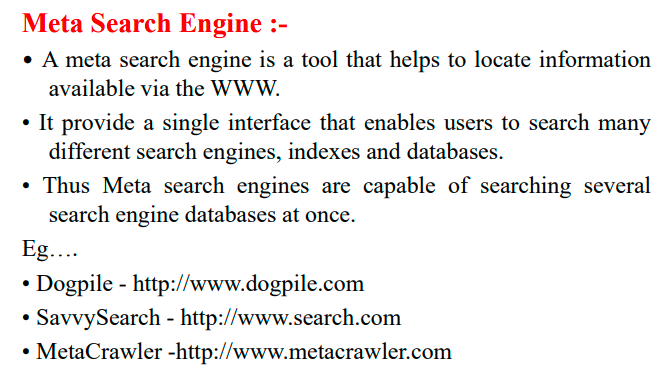 Meta Search Engine :-
• A meta search engine is a tool that helps to locate information
available via the WWW.
• It provide a single interface that enables users to search many
different search engines, indexes and databases.
• Thus Meta search engines are capable of searching several
search engine databases at once.
Eg….
• Dogpile - http://www.dogpile.com
• SavvySearch - http://www.search.com
• MetaCrawler -http://www.metacrawler.com